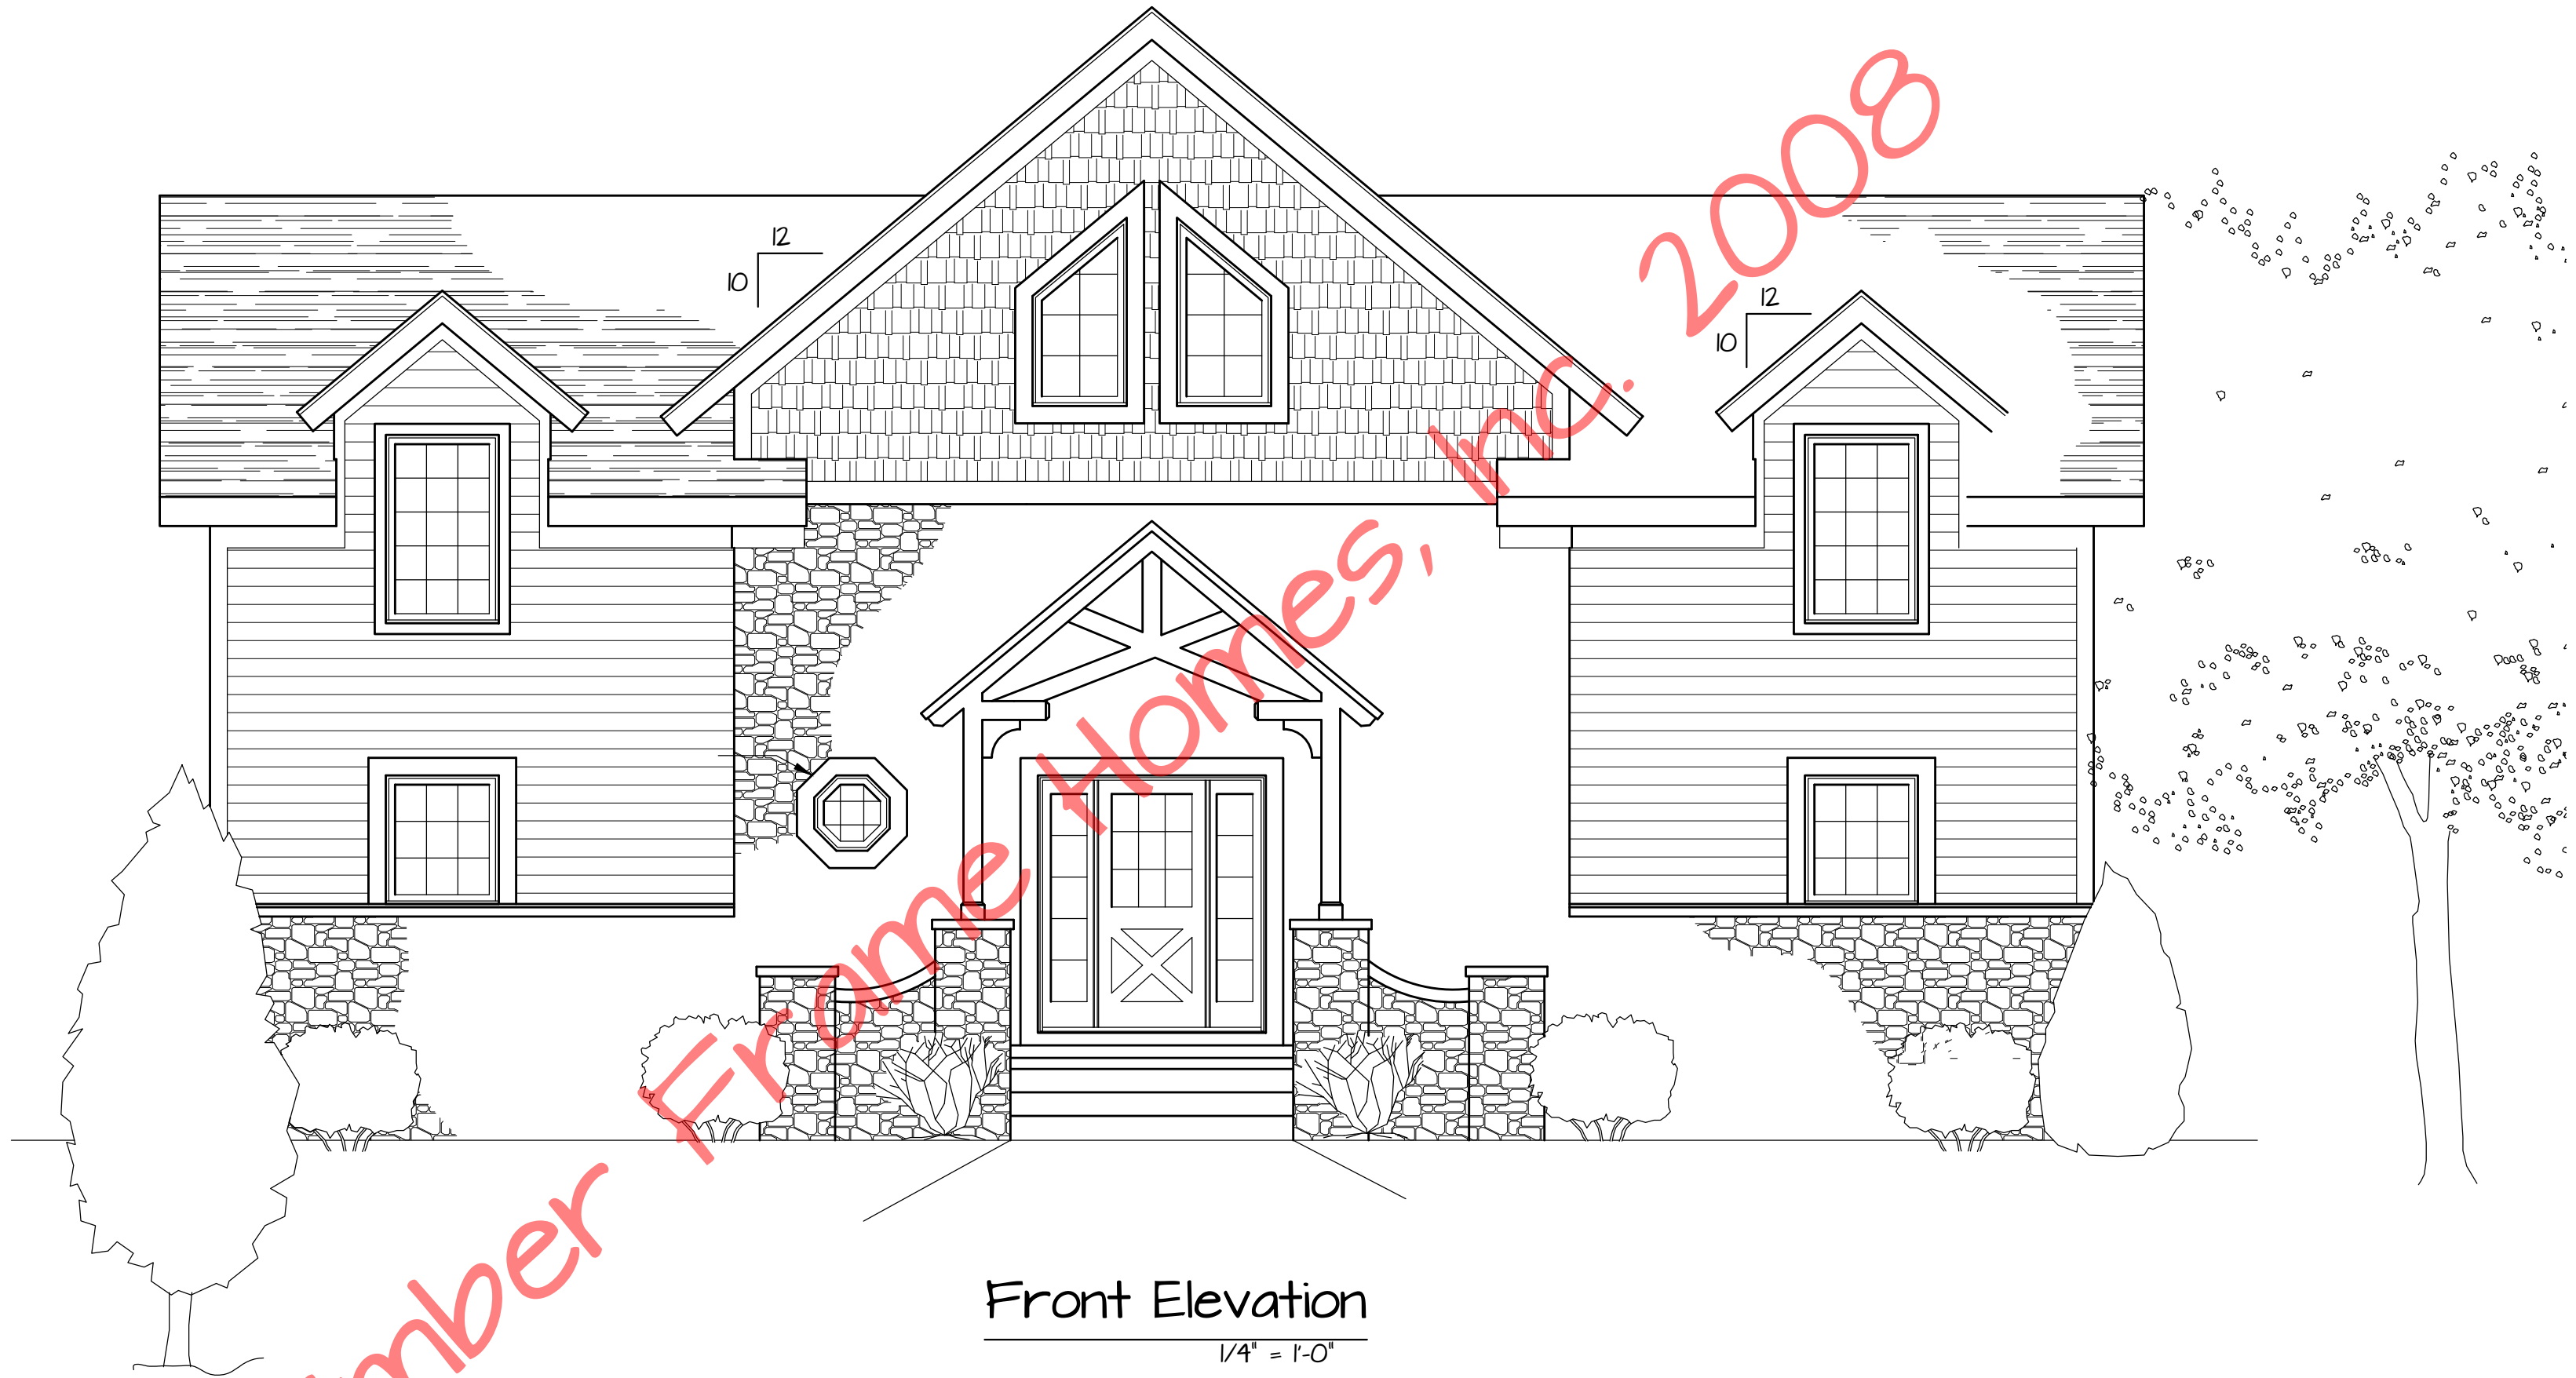 12
10
12
10
mber Frame Homes, Inc. 2008
Front Elevation
1/4" = 1'-0"